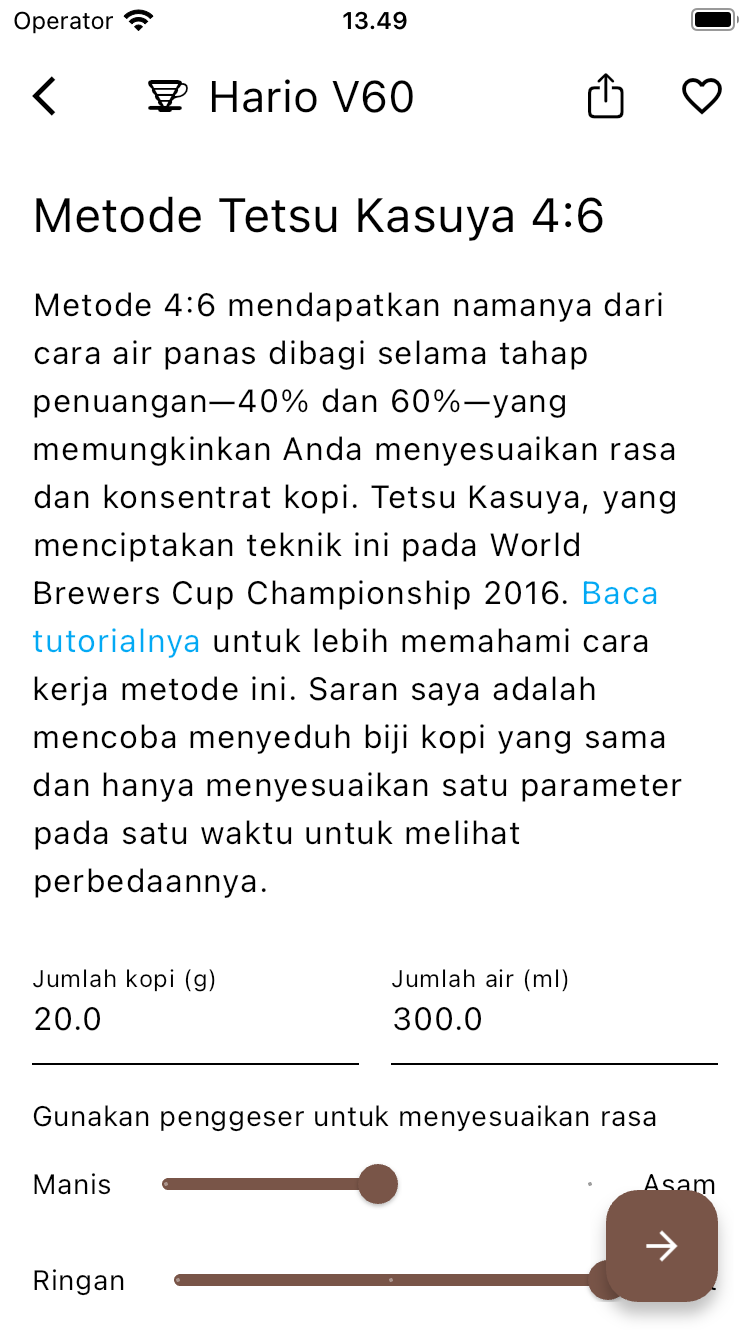 Operator
13.49
Hario V60
Metode Tetsu Kasuya 4:6
Metode 4:6 mendapatkan namanya dari
cara air panas dibagi selama tahap
penuangan—40% dan 60%—yang
memungkinkan Anda menyesuaikan rasa
dan konsentrat kopi. Tetsu Kasuya, yang
menciptakan teknik ini pada World
Brewers Cup Championship 2016. Baca
tutorialnya untuk lebih memahami cara
kerja metode ini. Saran saya adalah
mencoba menyeduh biji kopi yang sama
dan hanya menyesuaikan satu parameter
pada satu waktu untuk melihat
perbedaannya.
Jumlah kopi (g) Jumlah air (ml)
20.0 300.0
Gunakan penggeser untuk menyesuaikan rasa
Manis Asam
Ringan